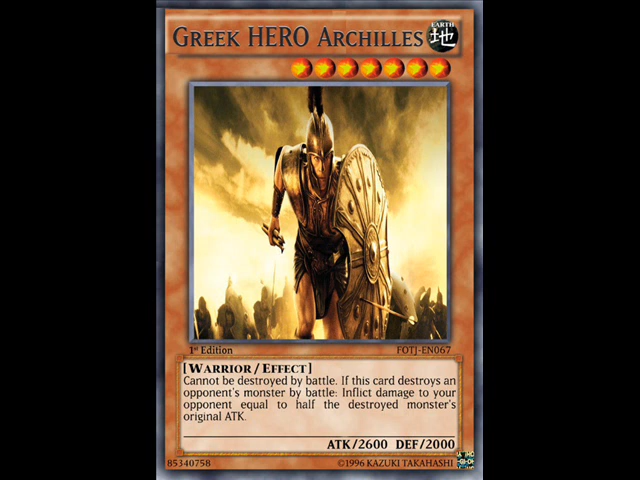 GREEK HERO ARCHILLES
EARTH
地
1st Edition
FOTJ-EN067
[WARRIOR/EFFECT]
Cannot be destroyed by battle. If this card destroys an
opponent's monster by battle: Inflict damage to your
opponent equal to half the destroyed monster's
original ATK.
ATK/2600 DEF/2000
85340758
©1996 KAZUKI TAKAHASHI